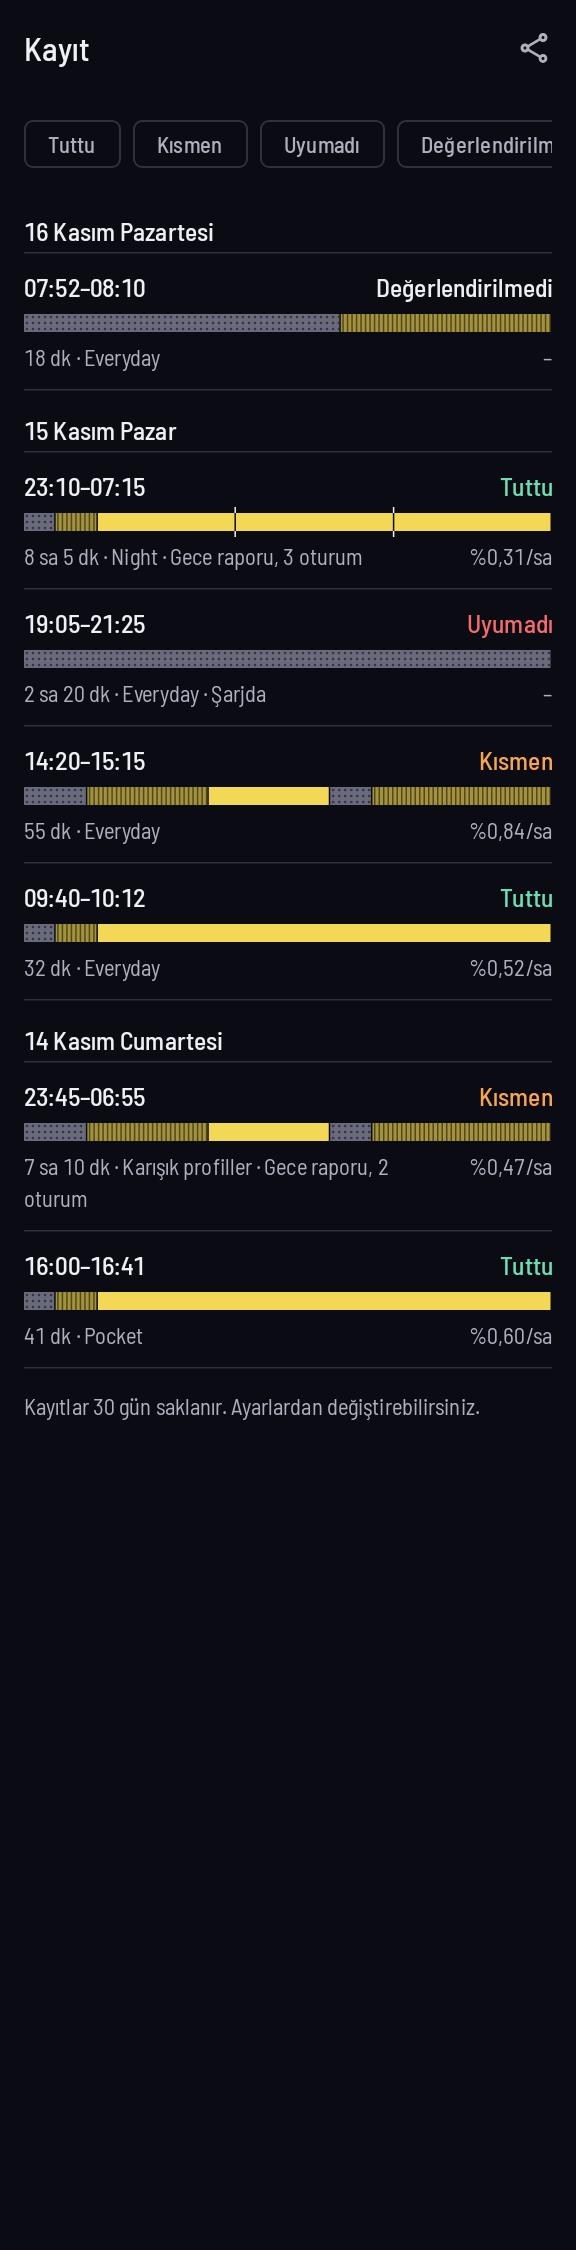 Kayıt
Tuttu
Kısmen
Uyumadı
Değerlendirilm
16 Kasım Pazartesi
07:52–08:10 Değerlendirilmedi
18 dk · Everyday –
15 Kasım Pazar
23:10–07:15 Tuttu
8 sa 5 dk · Night · Gece raporu, 3 oturum %0,31/sa
19:05–21:25 Uyumadı
2 sa 20 dk · Everyday · Şarjda –
14:20–15:15 Kısmen
55 dk · Everyday %0,84/sa
09:40–10:12 Tuttu
32 dk · Everyday %0,52/sa
14 Kasım Cumartesi
23:45–06:55 Kısmen
7 sa 10 dk · Karışık profiller · Gece raporu, 2 %0,47/sa
oturum
16:00–16:41 Tuttu
41 dk · Pocket %0,60/sa
Kayıtlar 30 gün saklanır. Ayarlardan değiştirebilirsiniz.